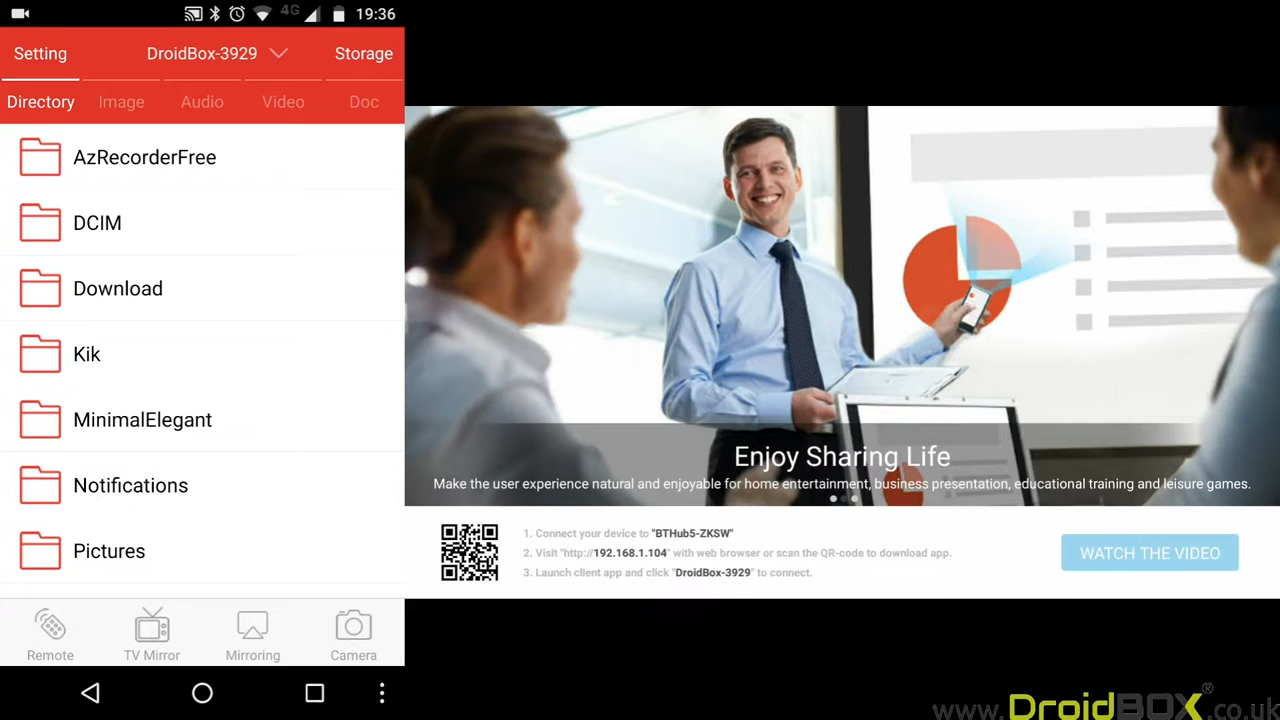 4G 19:36
Setting DroidBox-3929 Storage
Directory Image Audio Video Doc
AzRecorderFree
DCIM
Download
Kik
MinimalElegant
Notifications
Pictures
Remote TV Mirror Mirroring Camera
Enjoy Sharing Life
Make the user experience natural and enjoyable for home entertainment, business presentation, educational training and leisure games.
1. Connect your device to "BTHub5-ZKSW"
2. Visit "http://192.168.1.104" with web browser or scan the QR-code to download app.
3. Launch client app and click "DroidBox-3929" to connect.
WATCH THE VIDEO
www.DroidBOX®.co.uk